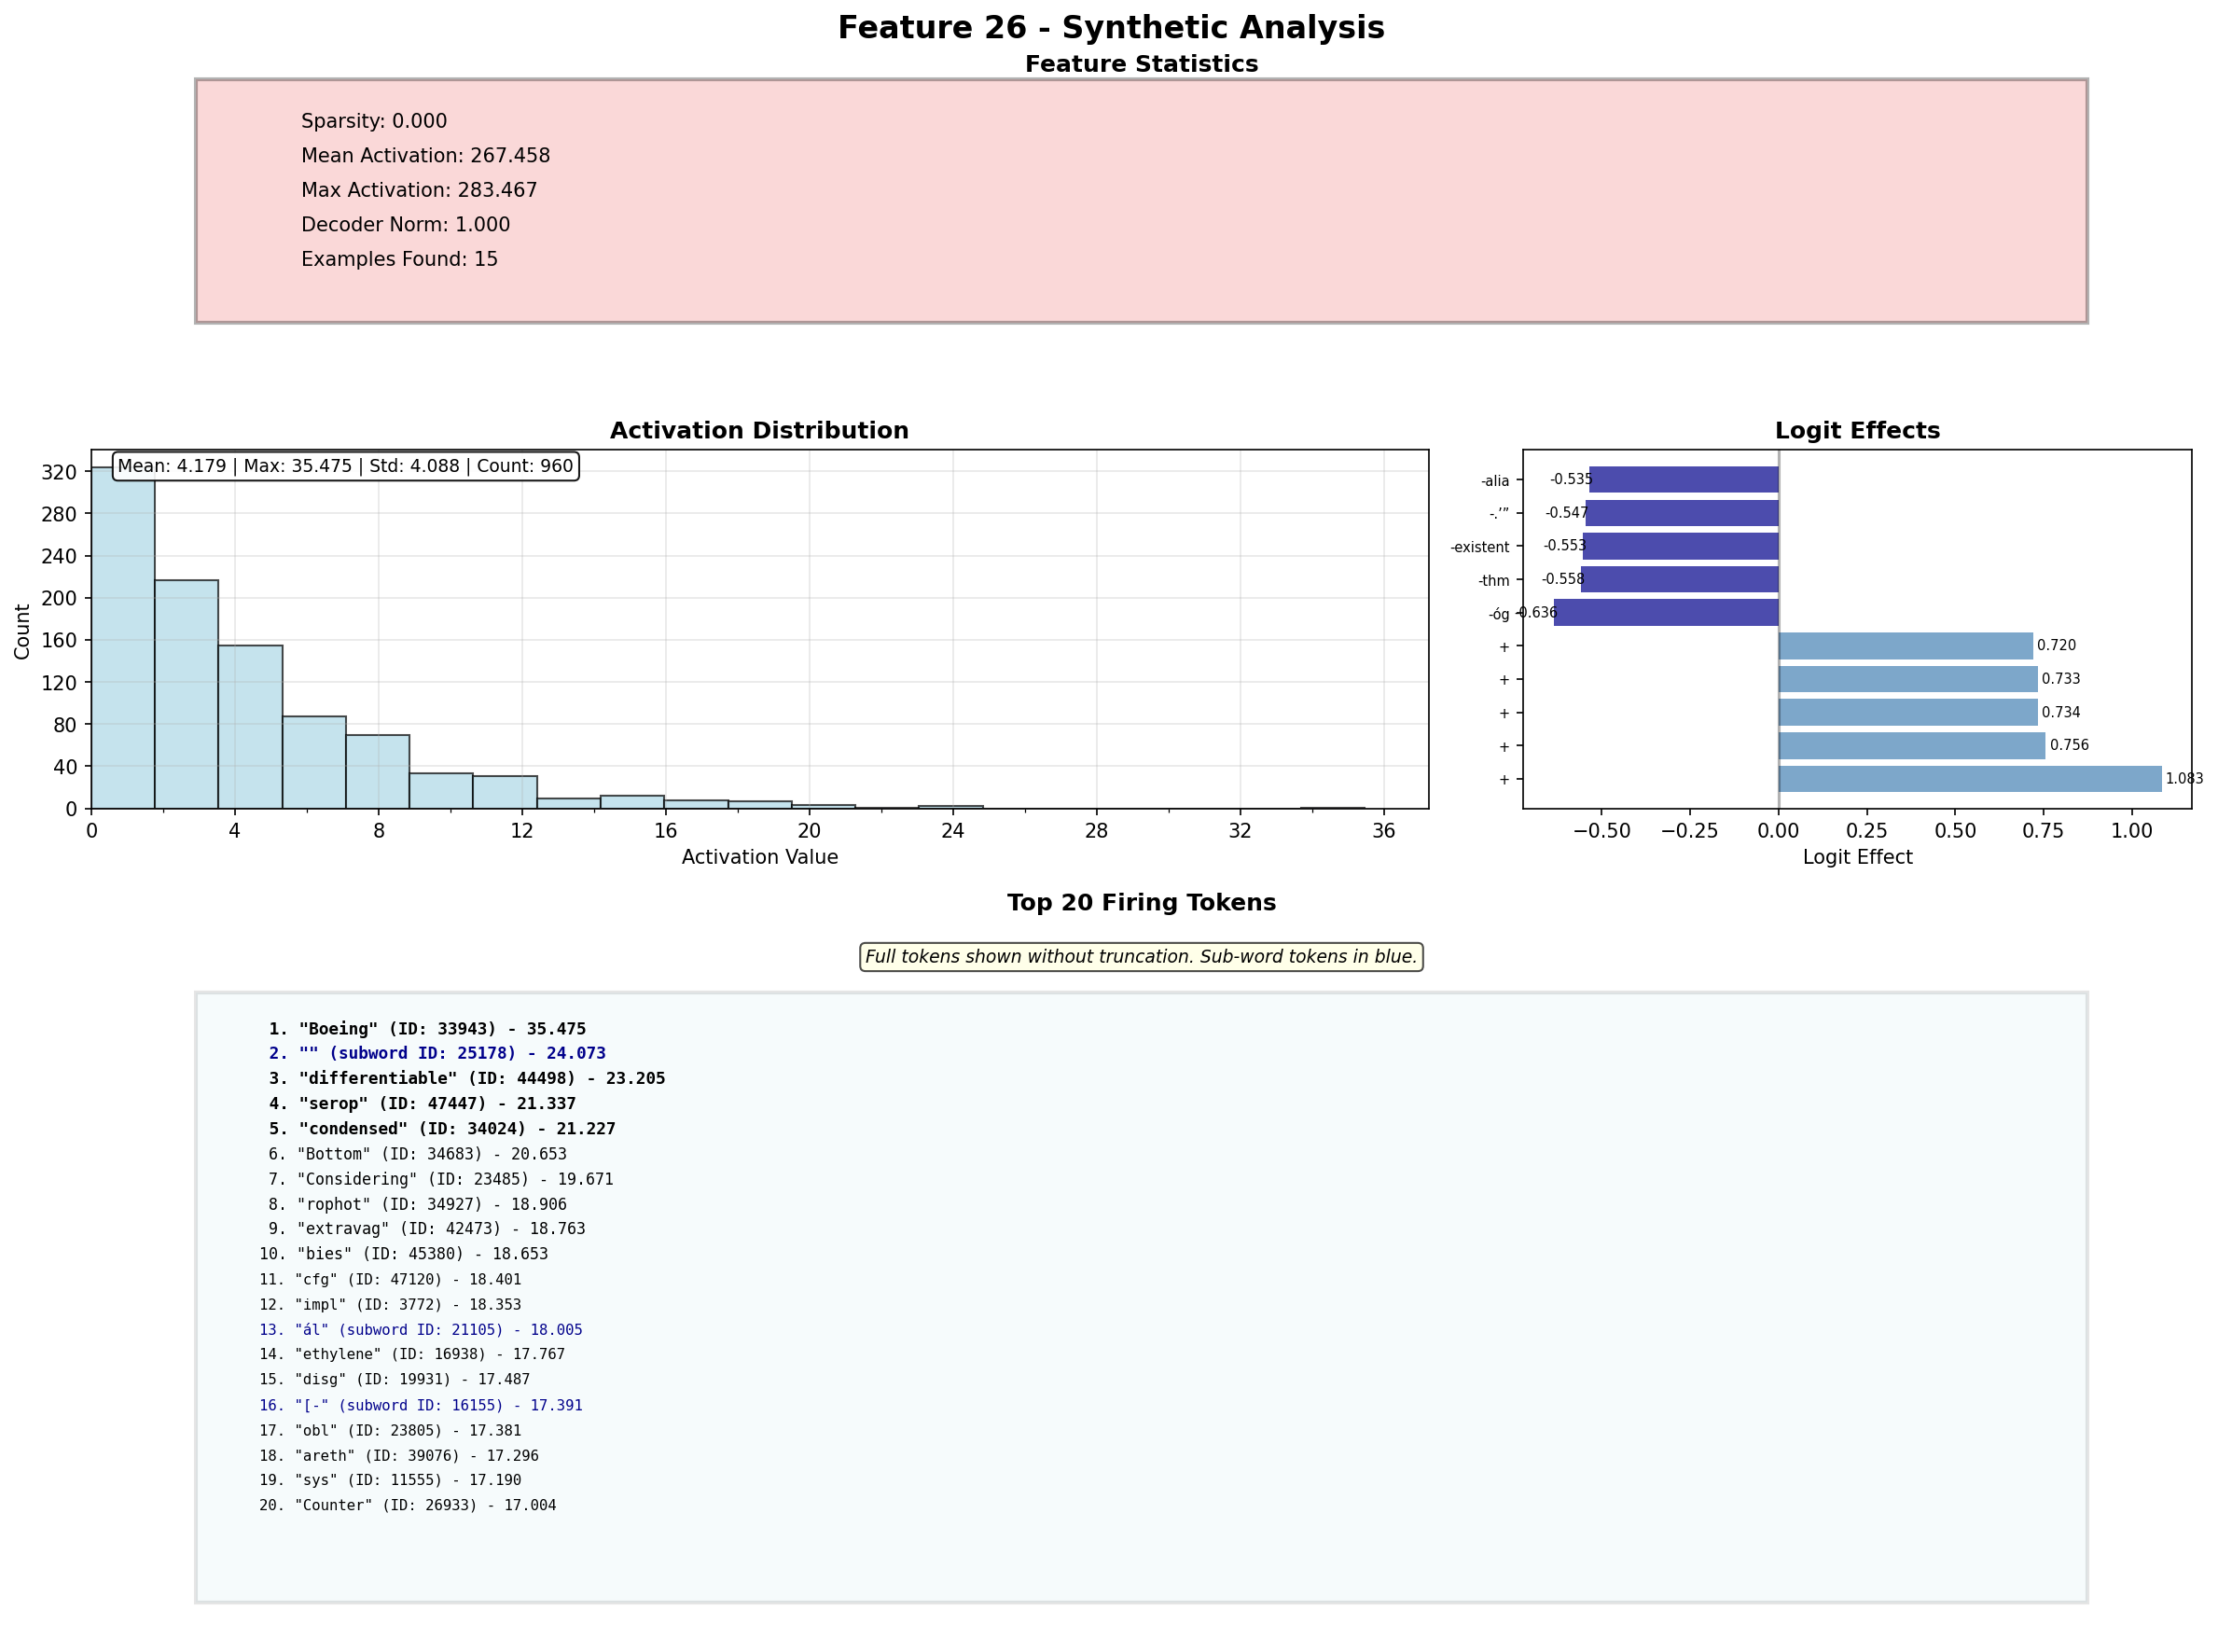 Feature 26 - Synthetic Analysis
Feature Statistics
Sparsity: 0.000
Mean Activation: 267.458
Max Activation: 283.467
Decoder Norm: 1.000
Examples Found: 15
Activation Distribution
Mean: 4.179 | Max: 35.475 | Std: 4.088 | Count: 960
320
280
240
200
160
120
80
40
0
Count
0 4 8 12 16 20 24 28 32 36
Activation Value
Logit Effects
-alia -0.535
-.’” -0.547
-existent -0.553
-thm -0.558
-óg -0.636
+ 0.720
+ 0.733
+ 0.734
+ 0.756
+ 1.083
−0.50 −0.25 0.00 0.25 0.50 0.75 1.00
Logit Effect
Top 20 Firing Tokens
Full tokens shown without truncation. Sub-word tokens in blue.
1. "Boeing" (ID: 33943) - 35.475
2. "" (subword ID: 25178) - 24.073
3. "differentiable" (ID: 44498) - 23.205
4. "serop" (ID: 47447) - 21.337
5. "condensed" (ID: 34024) - 21.227
6. "Bottom" (ID: 34683) - 20.653
7. "Considering" (ID: 23485) - 19.671
8. "rophot" (ID: 34927) - 18.906
9. "extravag" (ID: 42473) - 18.763
10. "bies" (ID: 45380) - 18.653
11. "cfg" (ID: 47120) - 18.401
12. "impl" (ID: 3772) - 18.353
13. "ál" (subword ID: 21105) - 18.005
14. "ethylene" (ID: 16938) - 17.767
15. "disg" (ID: 19931) - 17.487
16. "[-" (subword ID: 16155) - 17.391
17. "obl" (ID: 23805) - 17.381
18. "areth" (ID: 39076) - 17.296
19. "sys" (ID: 11555) - 17.190
20. "Counter" (ID: 26933) - 17.004